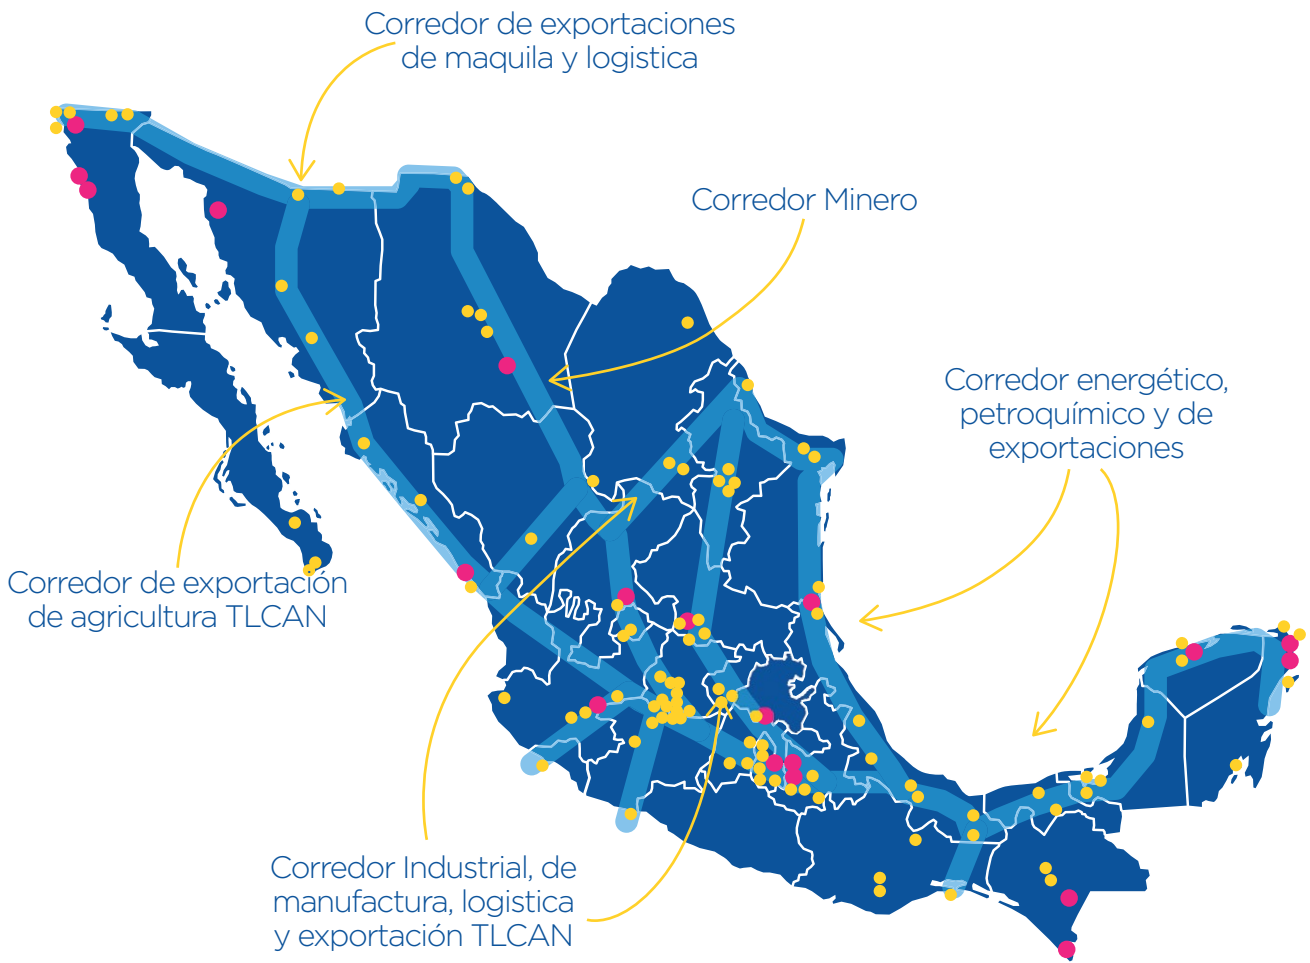 Corredor de exportaciones
de maquila y logistica
Corredor Minero
Corredor energético,
petroquímico y de
exportaciones
Corredor de exportación
de agricultura TLCAN
Corredor Industrial, de
manufactura, logistica
y exportación TLCAN